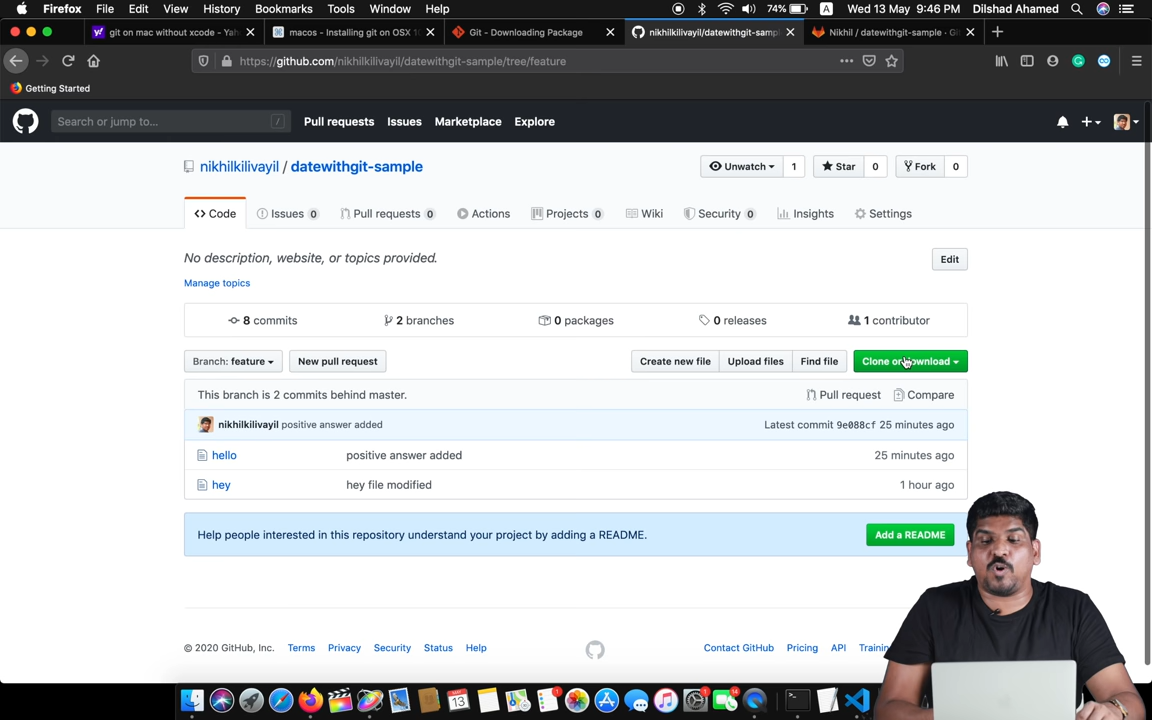 Firefox File Edit View History Bookmarks Tools Window Help 74% A Wed 13 May 9:46 PM Dilshad Ahamed
git on mac without xcode - Yah macos - Installing git on OSX 1 Git - Downloading Package nikhilkilivayil/datewithgit-sampl Nikhil / datewithgit-sample · Gi
https://github.com/nikhilkilivayil/datewithgit-sample/tree/feature
Getting Started
Search or jump to... / Pull requests Issues Marketplace Explore
nikhilkilivayil / datewithgit-sample Unwatch 1 Star 0 Fork 0
Code Issues 0 Pull requests 0 Actions Projects 0 Wiki Security 0 Insights Settings
No description, website, or topics provided. Edit
Manage topics
8 commits 2 branches 0 packages 0 releases 1 contributor
Branch: feature New pull request Create new file Upload files Find file Clone or download
This branch is 2 commits behind master. Pull request Compare
nikhilkilivayil positive answer added Latest commit 9e088cf 25 minutes ago
hello positive answer added 25 minutes ago
hey hey file modified 1 hour ago
Help people interested in this repository understand your project by adding a README. Add a README
© 2020 GitHub, Inc. Terms Privacy Security Status Help Contact GitHub Pricing API Trainin